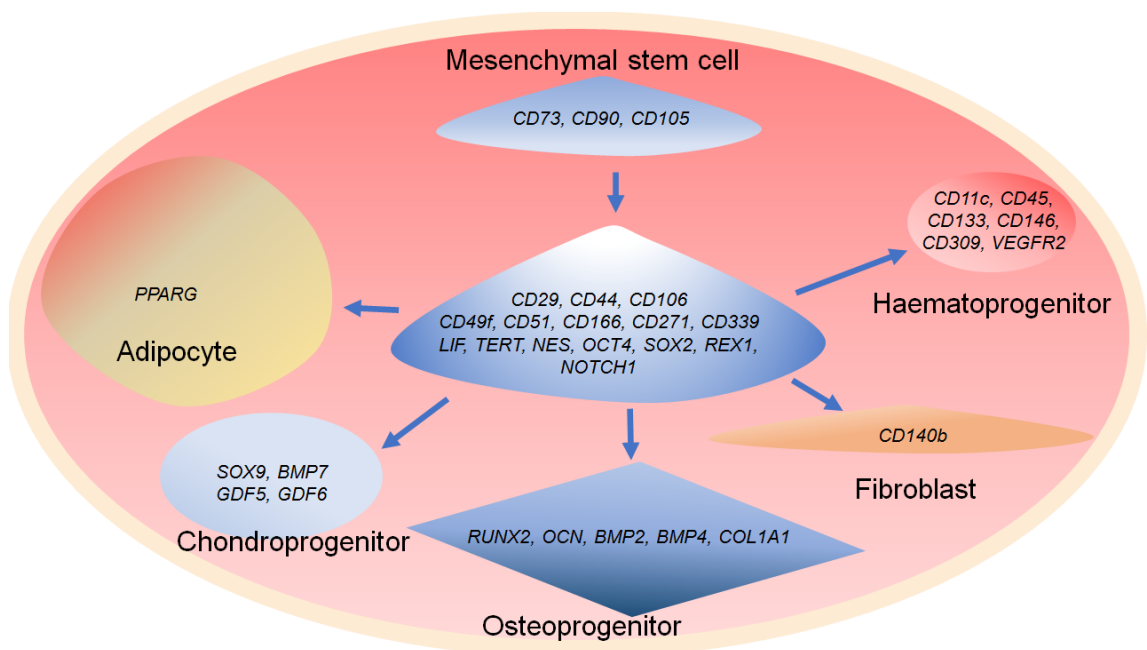 Mesenchymal stem cell
CD73, CD90, CD105
CD11c, CD45,
CD133, CD146,
CD309, VEGFR2
Haematoprogenitor
PPARG
Adipocyte
CD29, CD44, CD106
CD49f, CD51, CD166, CD271, CD339
LIF, TERT, NES, OCT4, SOX2, REX1,
NOTCH1
CD140b
Fibroblast
SOX9, BMP7
GDF5, GDF6
Chondroprogenitor
RUNX2, OCN, BMP2, BMP4, COL1A1
Osteoprogenitor